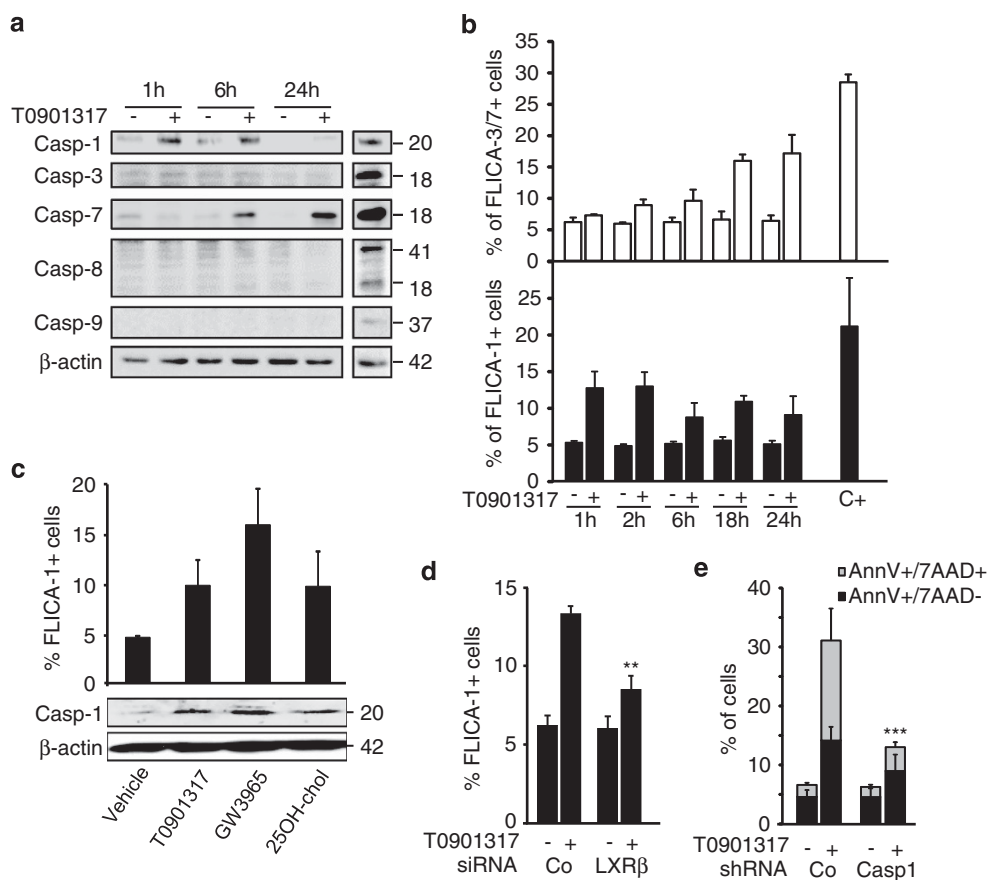 a
1h 6h 24h
T0901317 - + - + - +
Casp-1 - 20
Casp-3 - 18
Casp-7 - 18
Casp-8 - 41
- 18
Casp-9 - 37
β-actin - 42
b
% of FLICA-3/7+ cells
35
30
25
20
15
10
5
0
% of FLICA-1+ cells
25
20
15
10
5
0
T0901317 - + - + - + - + - + C+
1h 2h 6h 18h 24h
c
% FLICA-1+ cells
20
15
10
5
0
Casp-1 - 20
β-actin - 42
Vehicle
T0901317
GW3965
25OH-chol
d
% FLICA-1+ cells
15
10
5
0
**
T0901317 - + - +
siRNA Co LXRβ
e
AnnV+/7AAD+
AnnV+/7AAD-
% of cells
40
30
20
10
0
***
T0901317 - + - +
shRNA Co Casp1